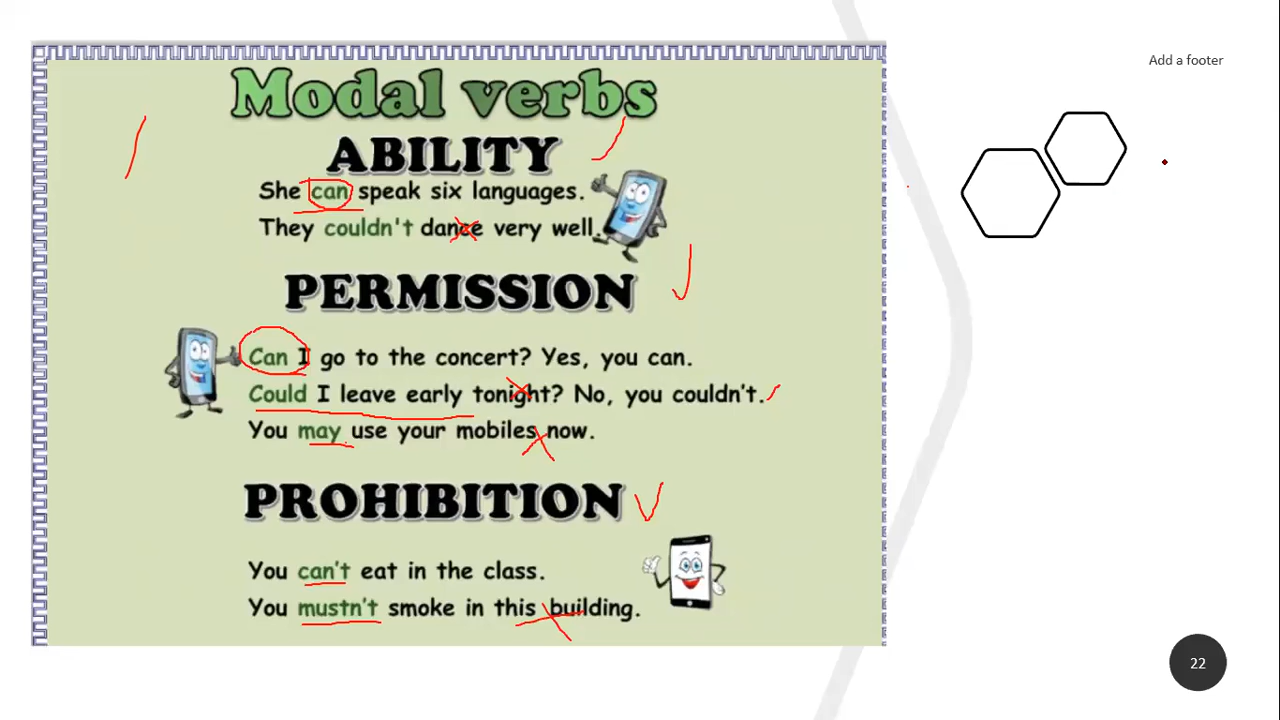 Add a footer
Modal verbs
ABILITY
She can speak six languages.
They couldn't dance very well.
PERMISSION
Can I go to the concert? Yes, you can.
Could I leave early tonight? No, you couldn't.
You may use your mobiles now.
PROHIBITION
You can't eat in the class.
You mustn't smoke in this building.
22